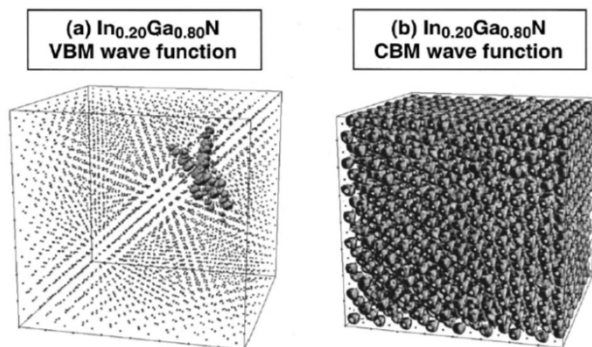 (a) In₀.₂₀Ga₀.₈₀N
VBM wave function
(b) In₀.₂₀Ga₀.₈₀N
CBM wave function